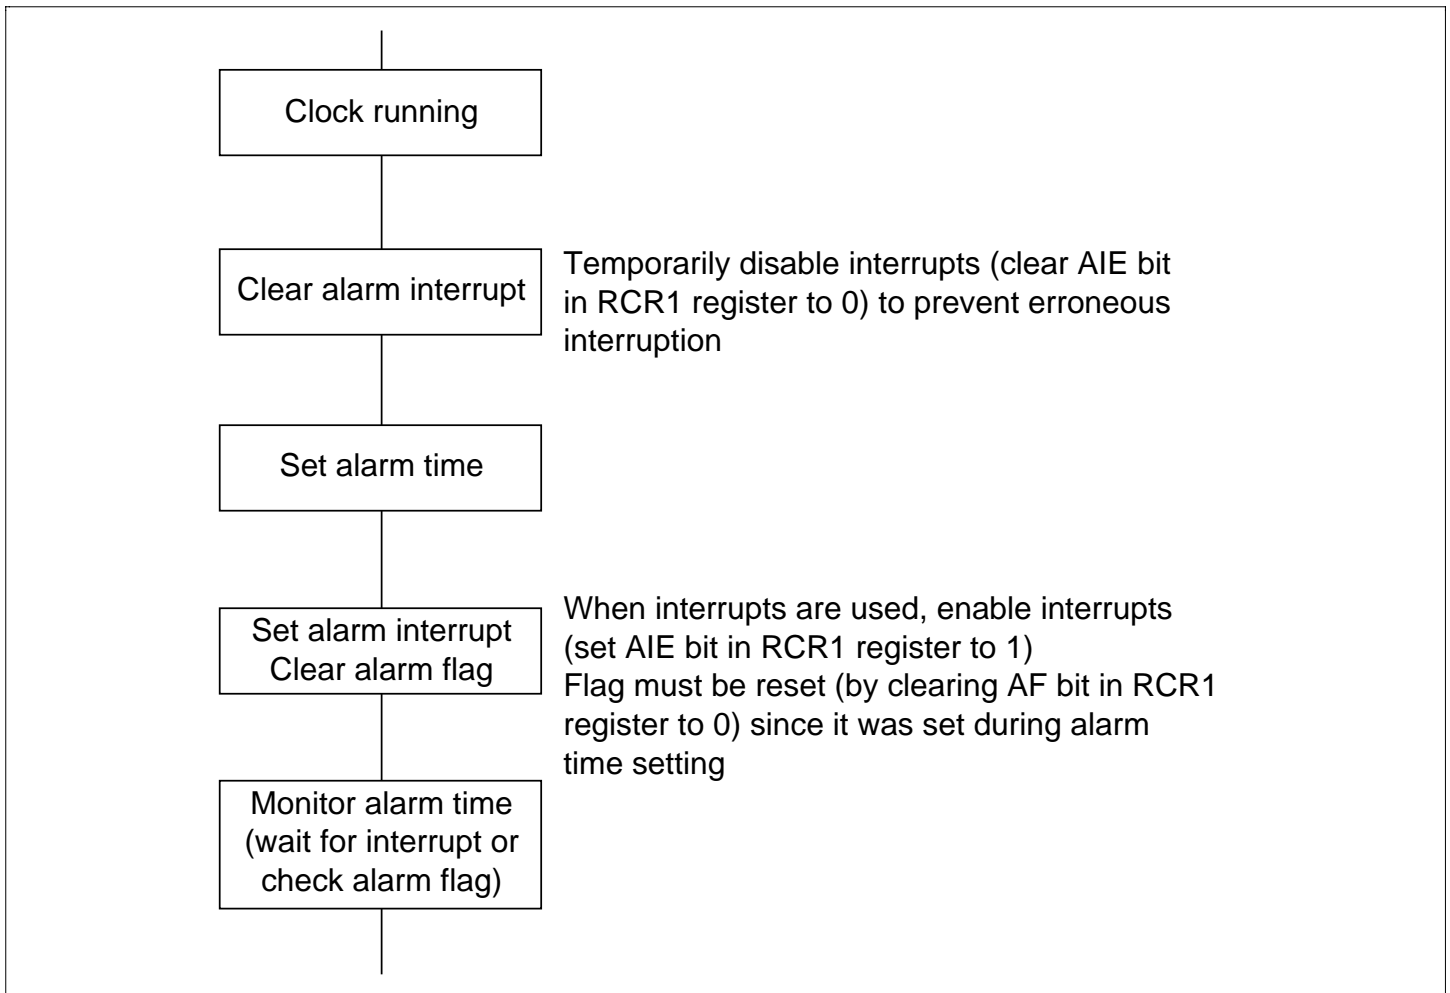 Clock running
Clear alarm interrupt
Temporarily disable interrupts (clear AIE bit
in RCR1 register to 0) to prevent erroneous
interruption
Set alarm time
Set alarm interrupt
Clear alarm flag
When interrupts are used, enable interrupts
(set AIE bit in RCR1 register to 1)
Flag must be reset (by clearing AF bit in RCR1
register to 0) since it was set during alarm
time setting
Monitor alarm time
(wait for interrupt or
check alarm flag)